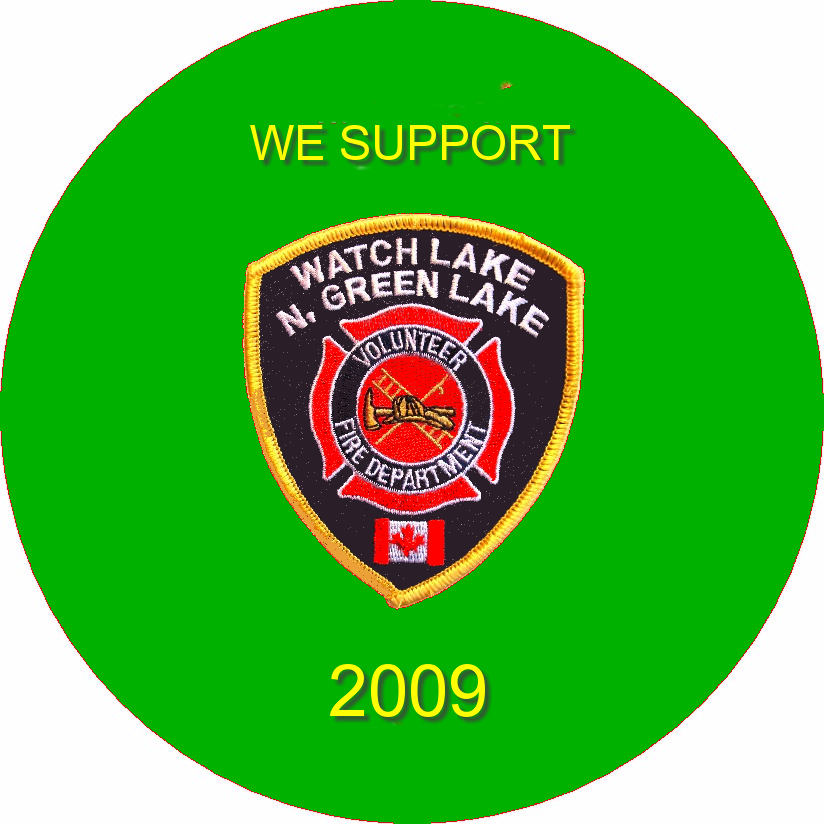 WE SUPPORT
WATCH LAKE
N. GREEN LAKE
VOLUNTEER
FIRE DEPARTMENT
2009